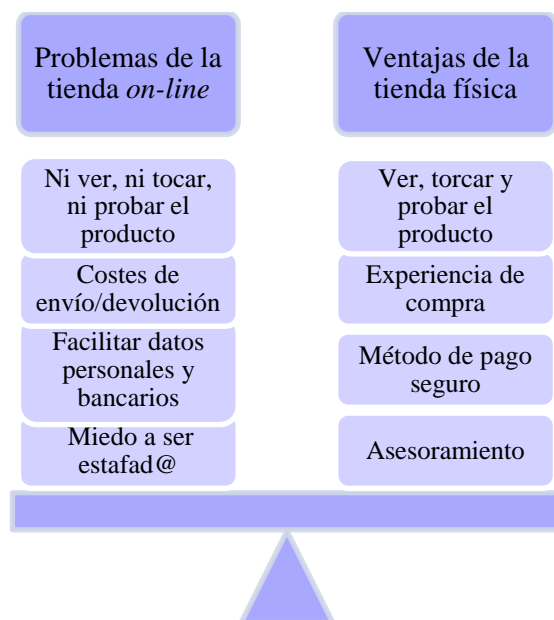 Problemas de la
tienda on-line
Ni ver, ni tocar,
ni probar el
producto
Costes de
envío/devolución
Facilitar datos
personales y
bancarios
Miedo a ser
estafad@
Ventajas de la
tienda física
Ver, torcar y
probar el
producto
Experiencia de
compra
Método de pago
seguro
Asesoramiento